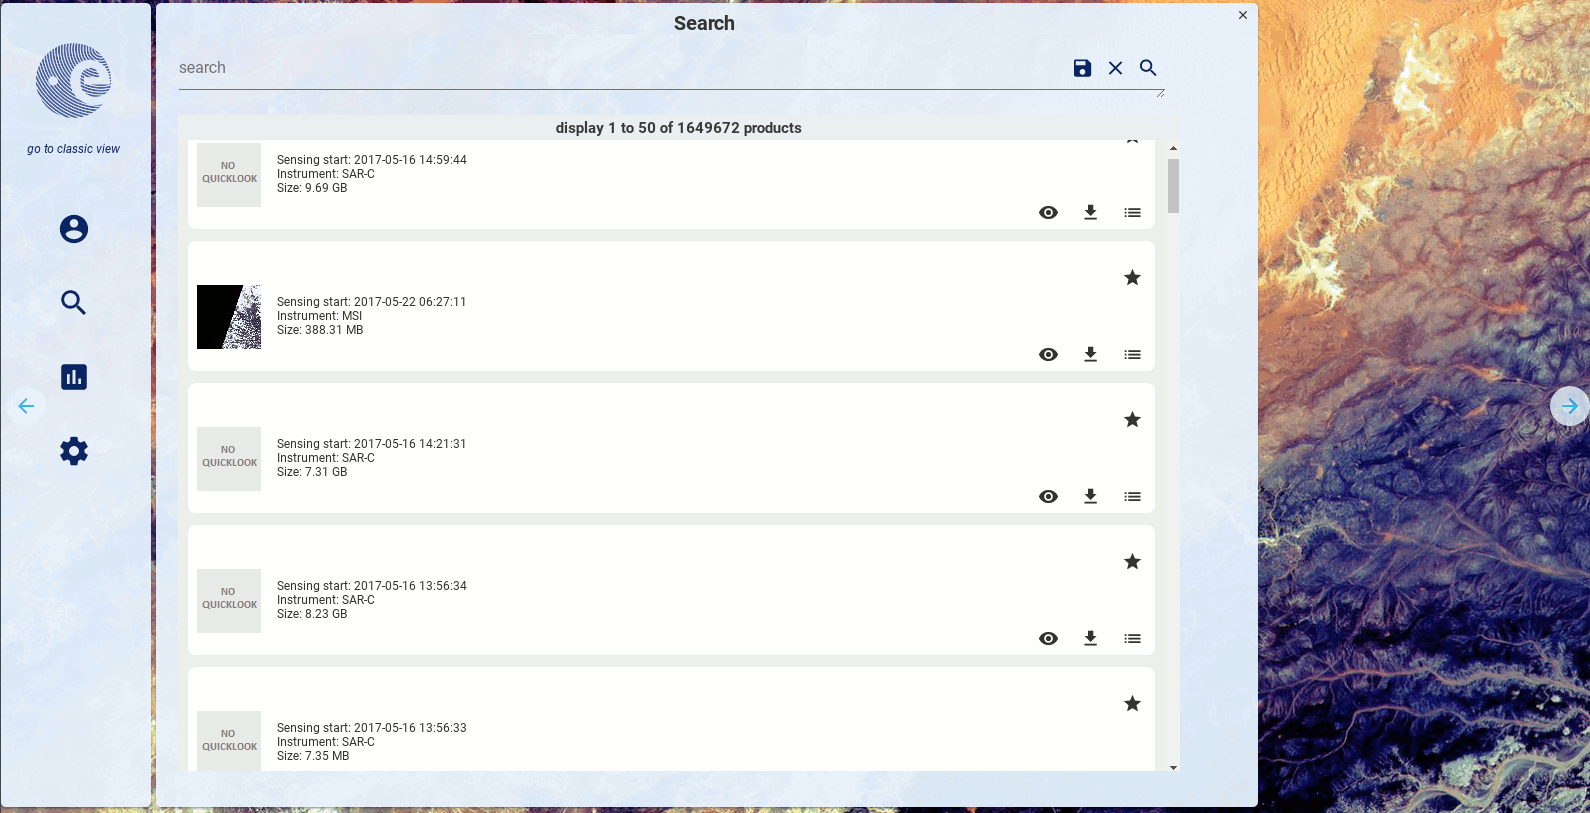 Search
search
go to classic view
display 1 to 50 of 1649672 products
NO
QUICKLOOK
Sensing start: 2017-05-16 14:59:44
Instrument: SAR-C
Size: 9.69 GB
Sensing start: 2017-05-22 06:27:11
Instrument: MSI
Size: 388.31 MB
NO
QUICKLOOK
Sensing start: 2017-05-16 14:21:31
Instrument: SAR-C
Size: 7.31 GB
NO
QUICKLOOK
Sensing start: 2017-05-16 13:56:34
Instrument: SAR-C
Size: 8.23 GB
NO
QUICKLOOK
Sensing start: 2017-05-16 13:56:33
Instrument: SAR-C
Size: 7.35 MB